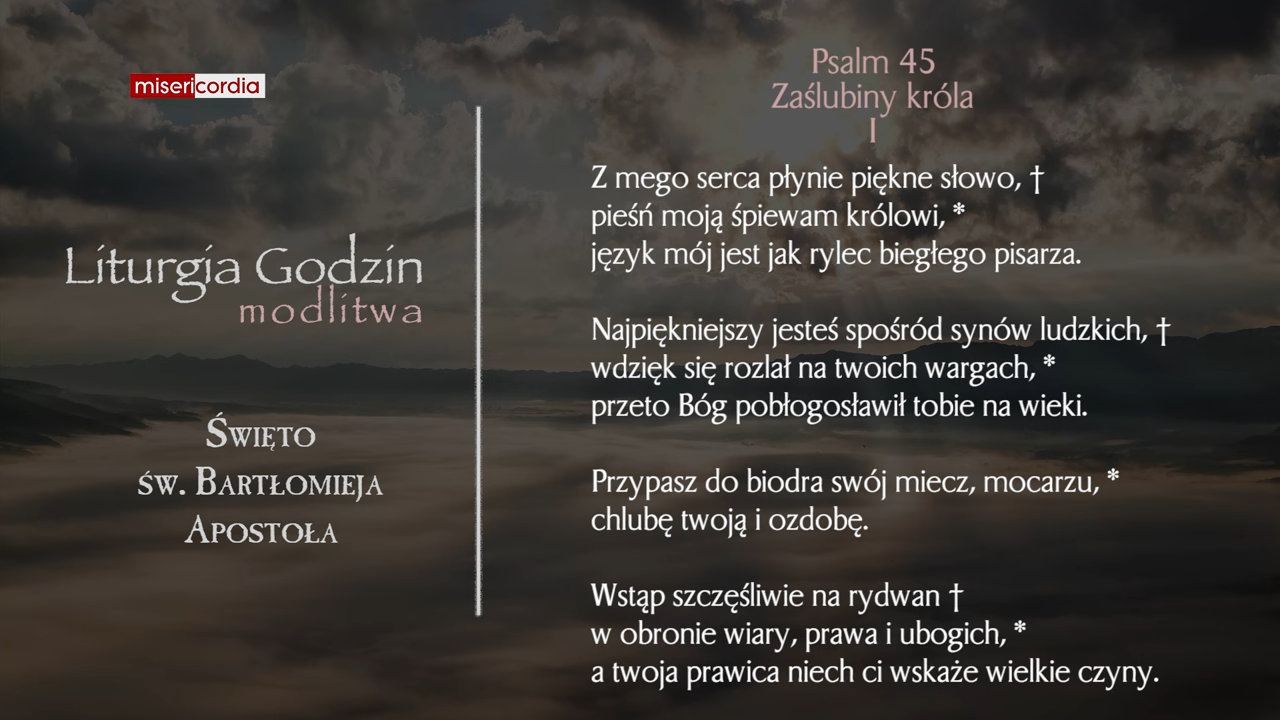 misericordia
Liturgia Godzin
modlitwa
Święto
św. Bartłomieja
Apostoła
Psalm 45
Zaślubiny króla
I
Z mego serca płynie piękne słowo, †
pieśń moją śpiewam królowi, *
język mój jest jak rylec biegłego pisarza.
Najpiękniejszy jesteś spośród synów ludzkich, †
wdzięk się rozlał na twoich wargach, *
przeto Bóg pobłogosławił tobie na wieki.
Przypasz do biodra swój miecz, mocarzu, *
chlubę twoją i ozdobę.
Wstąp szczęśliwie na rydwan †
w obronie wiary, prawa i ubogich, *
a twoja prawica niech ci wskaże wielkie czyny.